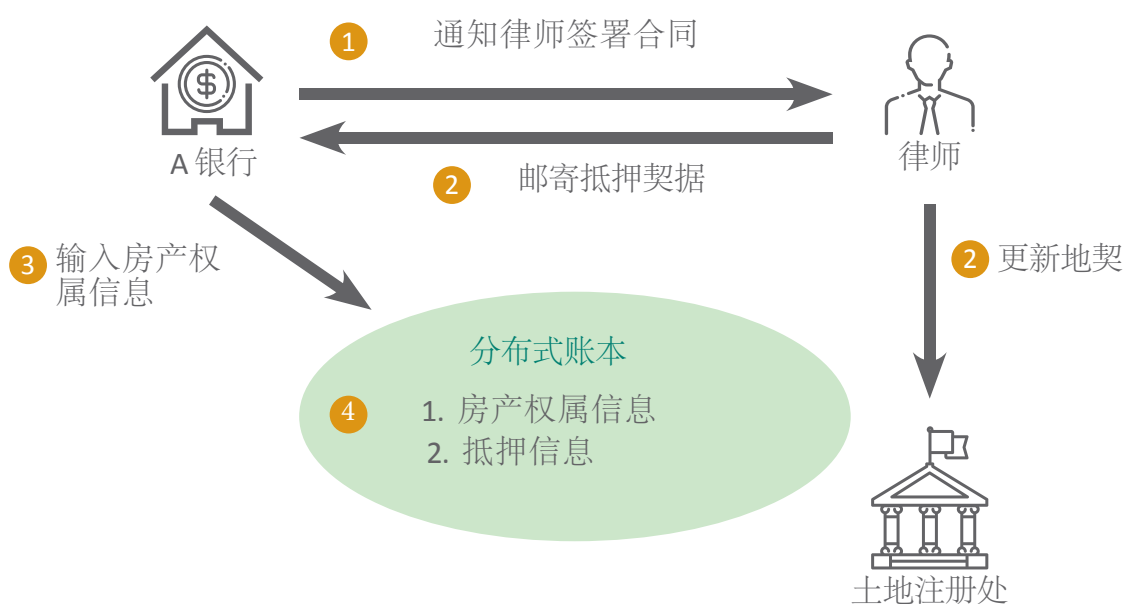 1 通知律师签署合同
$
A 银行
律师
2 邮寄抵押契据
3 输入房产权
属信息
2 更新地契
分布式账本
4 1. 房产权属信息
2. 抵押信息
土地注册处